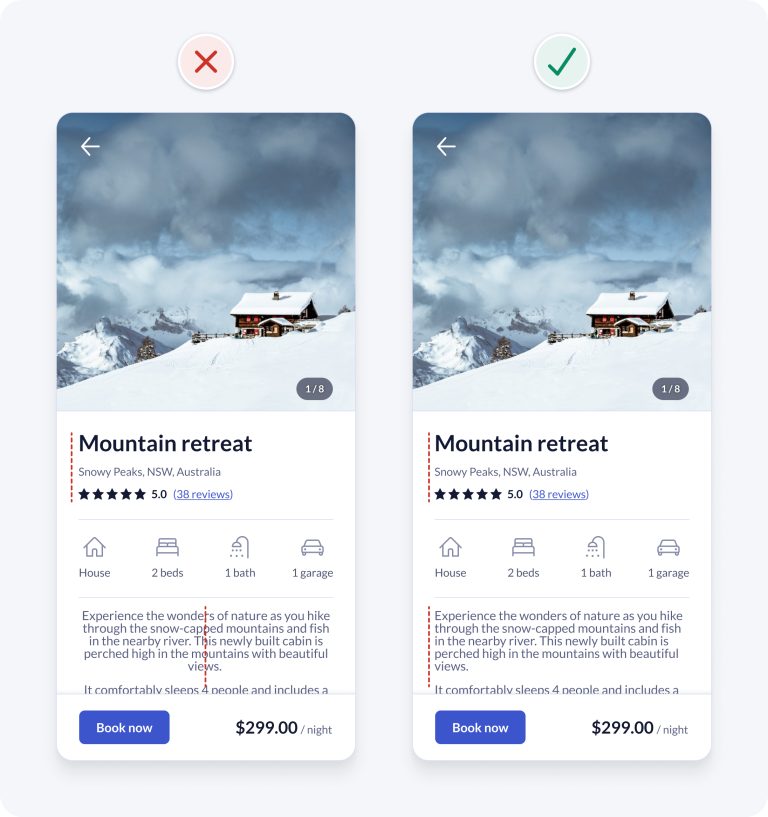 1 / 8
Mountain retreat
Snowy Peaks, NSW, Australia
5.0 (38 reviews)
House 2 beds 1 bath 1 garage
Experience the wonders of nature as you hike
through the snow-capped mountains and fish
in the nearby river. This newly built cabin is
perched high in the mountains with beautiful
views.
It comfortably sleeps 4 people and includes a
Book now $299.00 / night
1 / 8
Mountain retreat
Snowy Peaks, NSW, Australia
5.0 (38 reviews)
House 2 beds 1 bath 1 garage
Experience the wonders of nature as you hike
through the snow-capped mountains and fish
in the nearby river. This newly built cabin is
perched high in the mountains with beautiful
views.
It comfortably sleeps 4 people and includes a
Book now $299.00 / night